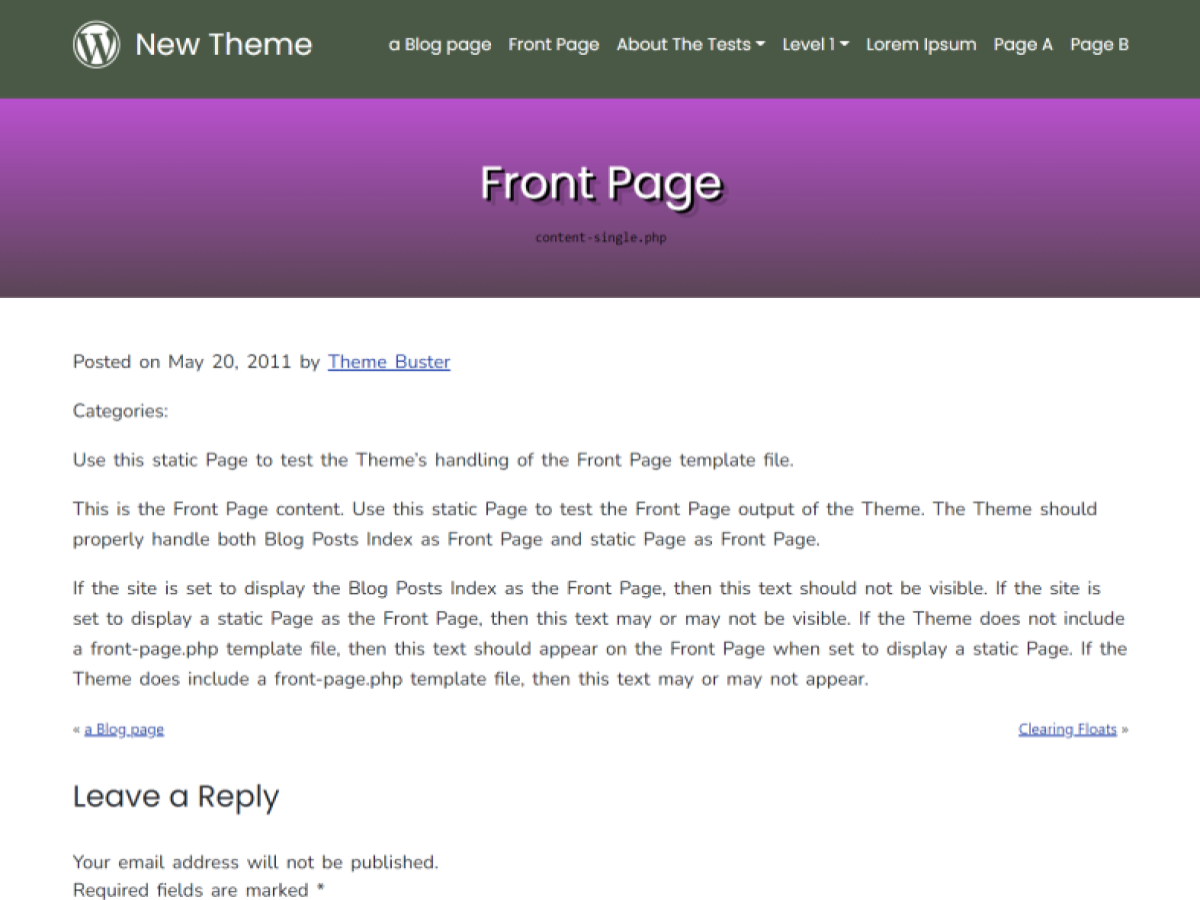 New Theme
a Blog page Front Page About The Tests Level 1 Lorem Ipsum Page A Page B
Front Page
content-single.php
Posted on May 20, 2011 by Theme Buster
Categories:
Use this static Page to test the Theme's handling of the Front Page template file.
This is the Front Page content. Use this static Page to test the Front Page output of the Theme. The Theme should
properly handle both Blog Posts Index as Front Page and static Page as Front Page.
If the site is set to display the Blog Posts Index as the Front Page, then this text should not be visible. If the site is
set to display a static Page as the Front Page, then this text may or may not be visible. If the Theme does not include
a front-page.php template file, then this text should appear on the Front Page when set to display a static Page. If the
Theme does include a front-page.php template file, then this text may or may not appear.
« a Blog page
Clearing Floats »
Leave a Reply
Your email address will not be published.
Required fields are marked *